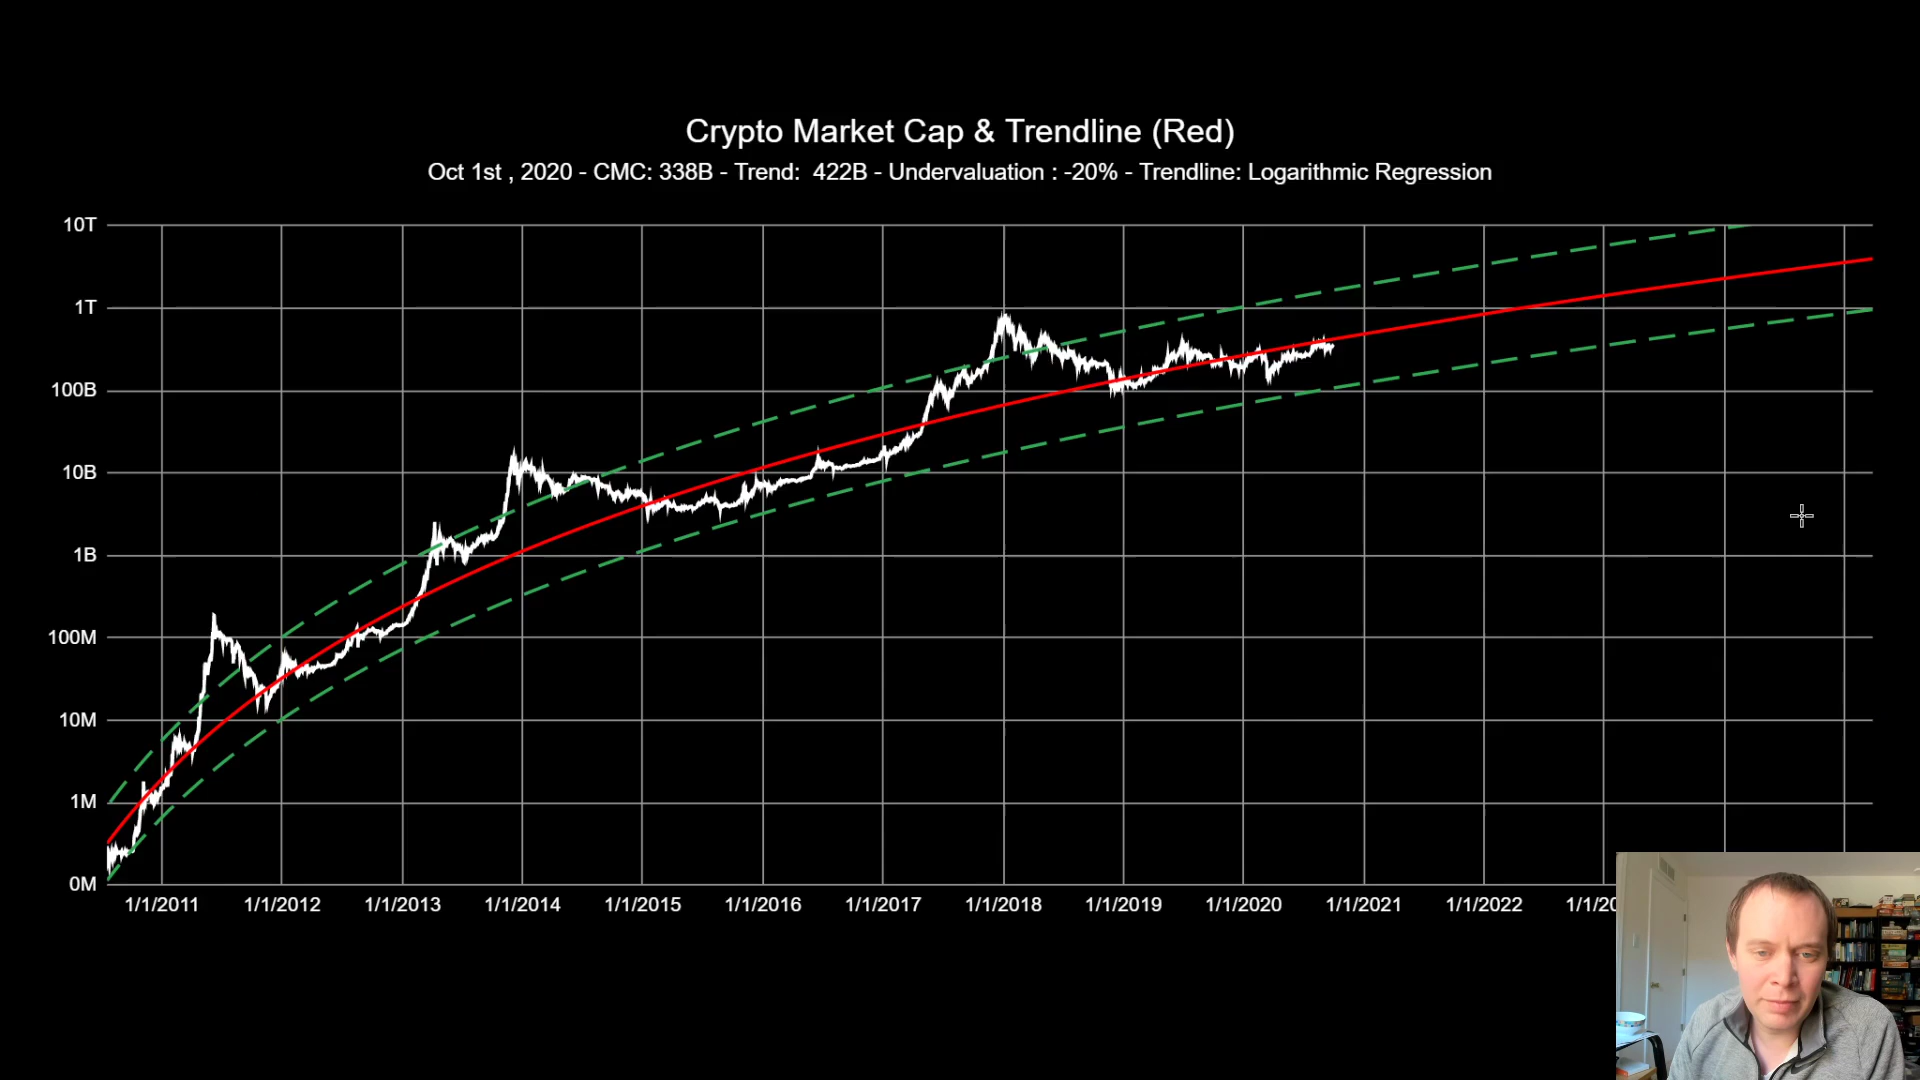 Crypto Market Cap & Trendline (Red)
Oct 1st , 2020 - CMC: 338B - Trend: 422B - Undervaluation : -20% - Trendline: Logarithmic Regression
10T
1T
100B
10B
1B
100M
10M
1M
0M
1/1/2011 1/1/2012 1/1/2013 1/1/2014 1/1/2015 1/1/2016 1/1/2017 1/1/2018 1/1/2019 1/1/2020 1/1/2021 1/1/2022